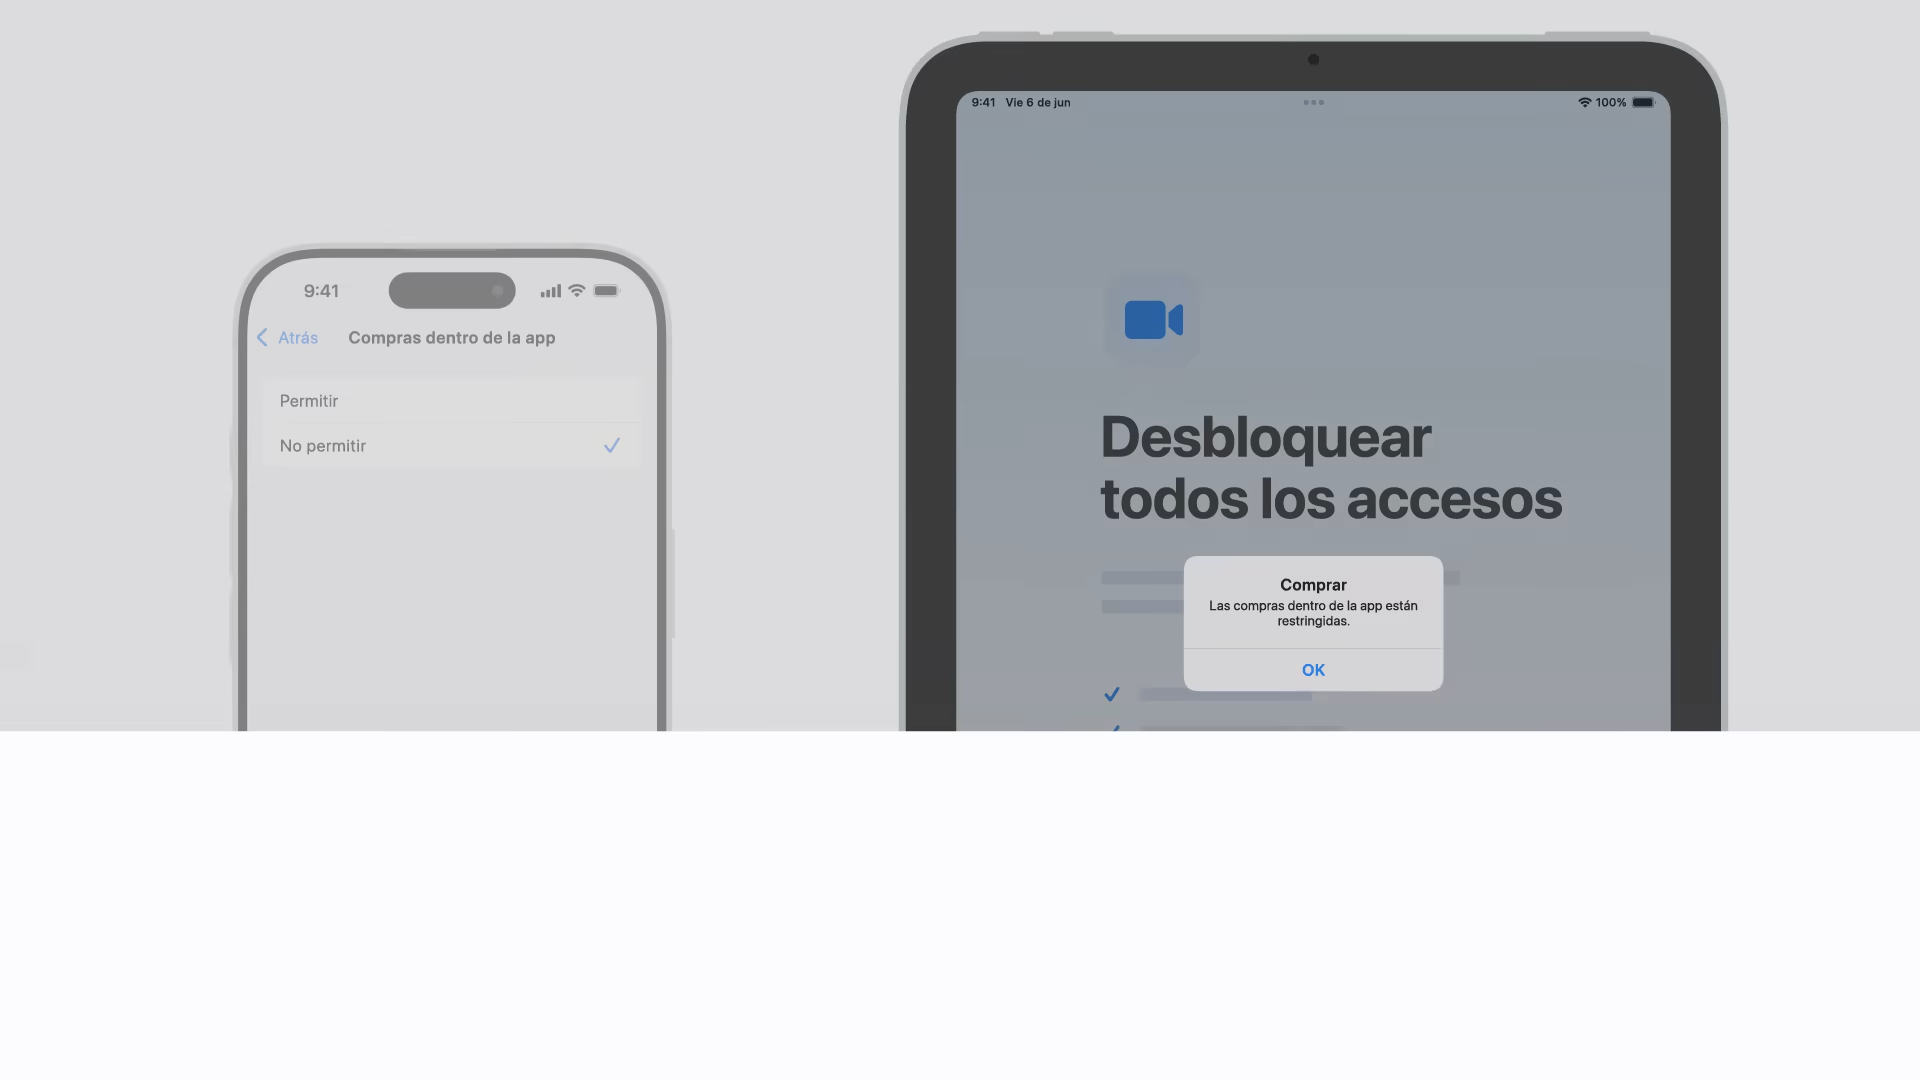 9:41
Atrás
Compras dentro de la app
Permitir
No permitir
9:41 Vie 6 de jun
100%
Desbloquear
todos los accesos
Comprar
Las compras dentro de la app están
restringidas.
OK